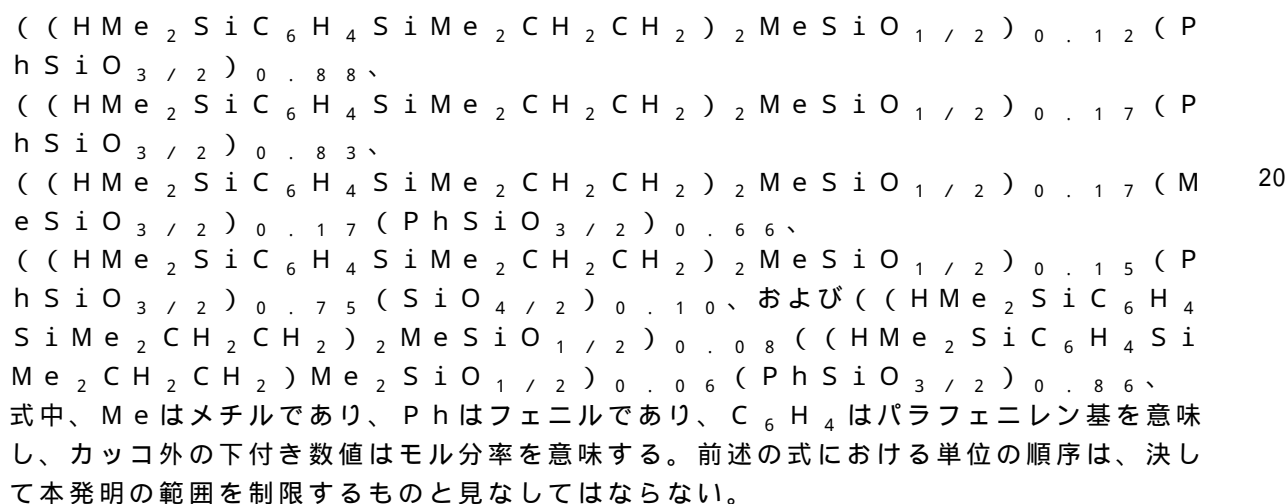 ((HMe₂SiC₆H₄SiMe₂CH₂CH₂)₂MeSiO₁/₂)₀.₁₂(P
hSiO₃/₂)₀.₈₈、
((HMe₂SiC₆H₄SiMe₂CH₂CH₂)₂MeSiO₁/₂)₀.₁₇(P
hSiO₃/₂)₀.₈₃、
((HMe₂SiC₆H₄SiMe₂CH₂CH₂)₂MeSiO₁/₂)₀.₁₇(M 20
eSiO₃/₂)₀.₁₇(PhSiO₃/₂)₀.₆₆、
((HMe₂SiC₆H₄SiMe₂CH₂CH₂)₂MeSiO₁/₂)₀.₁₅(P
hSiO₃/₂)₀.₇₅(SiO₄/₂)₀.₁₀、および((HMe₂SiC₆H₄
SiMe₂CH₂CH₂)₂MeSiO₁/₂)₀.₀₈((HMe₂SiC₆H₄Si
Me₂CH₂CH₂)Me₂SiO₁/₂)₀.₀₆(PhSiO₃/₂)₀.₈₆、
式中、Meはメチルであり、Phはフェニルであり、C₆H₄はパラフェニレン基を意味
し、カッコ外の下付き数値はモル分率を意味する。前述の式における単位の順序は、決し
て本発明の範囲を制限するものと見なしてはならない。